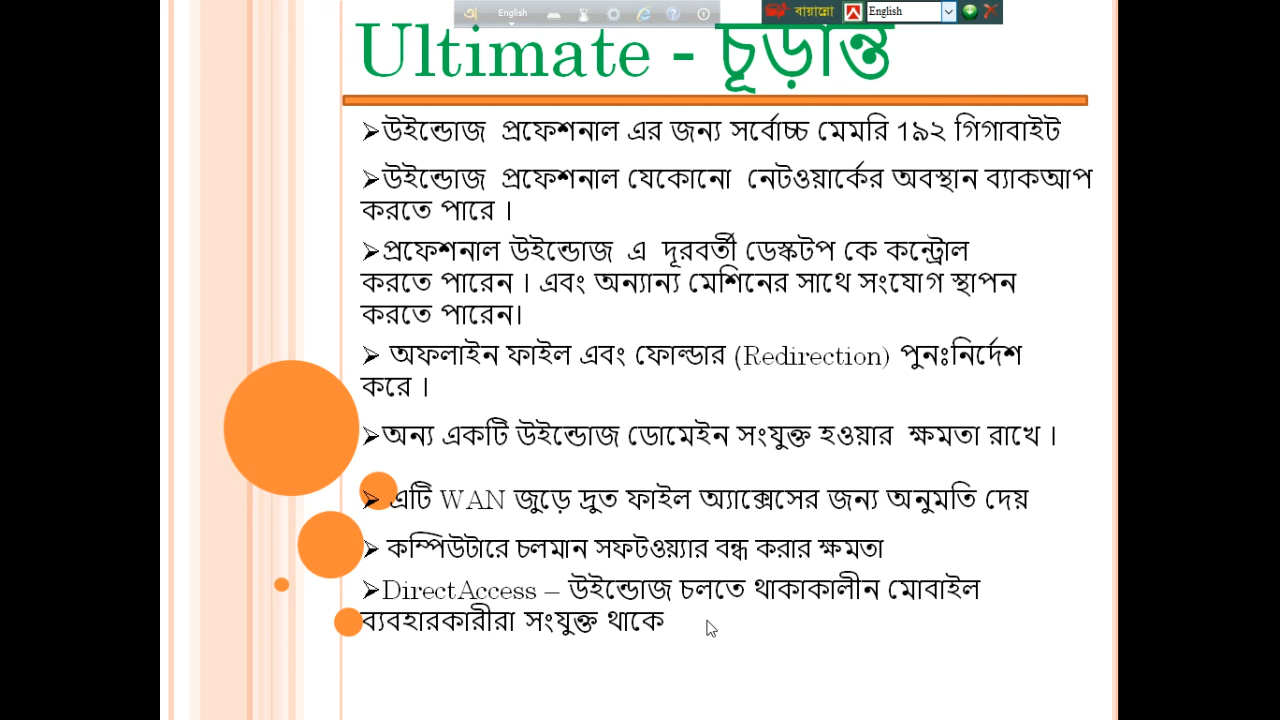 English
বায়ান্নো
English
Ultimate - চূড়ান্ত
➢উইন্ডোজ প্রফেশনাল এর জন্য সর্বোচ্চ মেমরি 1৯২ গিগাবাইট
➢উইন্ডোজ প্রফেশনাল যেকোনো নেটওয়ার্কের অবস্থান ব্যাকআপ
করতে পারে ।
➢প্রফেশনাল উইন্ডোজ এ দূরবর্তী ডেস্কটপ কে কন্ট্রোল
করতে পারেন । এবং অন্যান্য মেশিনের সাথে সংযোগ স্থাপন
করতে পারেন।
➢ অফলাইন ফাইল এবং ফোল্ডার (Redirection) পুনঃনির্দেশ
করে ।
➢অন্য একটি উইন্ডোজ ডোমেইন সংযুক্ত হওয়ার ক্ষমতা রাখে ।
➢ এটি WAN জুড়ে দ্রুত ফাইল অ্যাক্সেসের জন্য অনুমতি দেয়
➢ কম্পিউটারে চলমান সফটওয়্যার বন্ধ করার ক্ষমতা
➢DirectAccess – উইন্ডোজ চলতে থাকাকালীন মোবাইল
ব্যবহারকারীরা সংযুক্ত থাকে